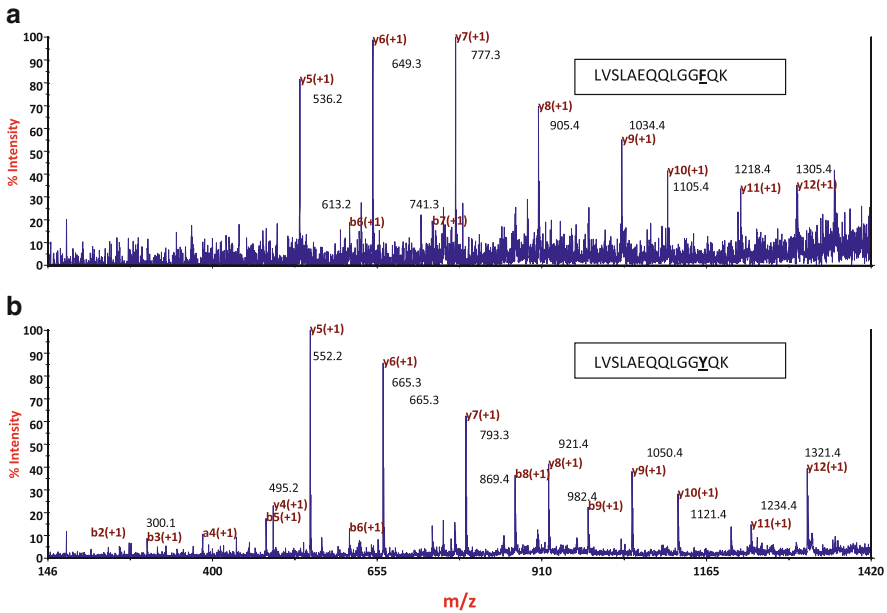 a
% Intensity
100
90
80
70
60
50
40
30
20
10
0
y5(+1)
536.2
613.2
b6(+1)
y6(+1)
649.3
741.3
b7(+1)
y7(+1)
777.3
y8(+1)
905.4
1034.4
y9(+1)
y10(+1)
1105.4
1218.4
y11(+1)
1305.4
y12(+1)
LVSLAEQQLGGFQK
146 400 655 910 1165 1420
b
% Intensity
100
90
80
70
60
50
40
30
20
10
0
b2(+1)
300.1
b3(+1)
a4(+1)
495.2
y4(+1)
b5(+1)
y5(+1)
552.2
b6(+1)
y6(+1)
665.3
665.3
y7(+1)
793.3
869.4
b8(+1)
921.4
y8(+1)
982.4
b9(+1)
1050.4
y9(+1)
y10(+1)
1121.4
1234.4
y11(+1)
1321.4
y12(+1)
LVSLAEQQLGGYQK
146 400 655 910 1165 1420
m/z